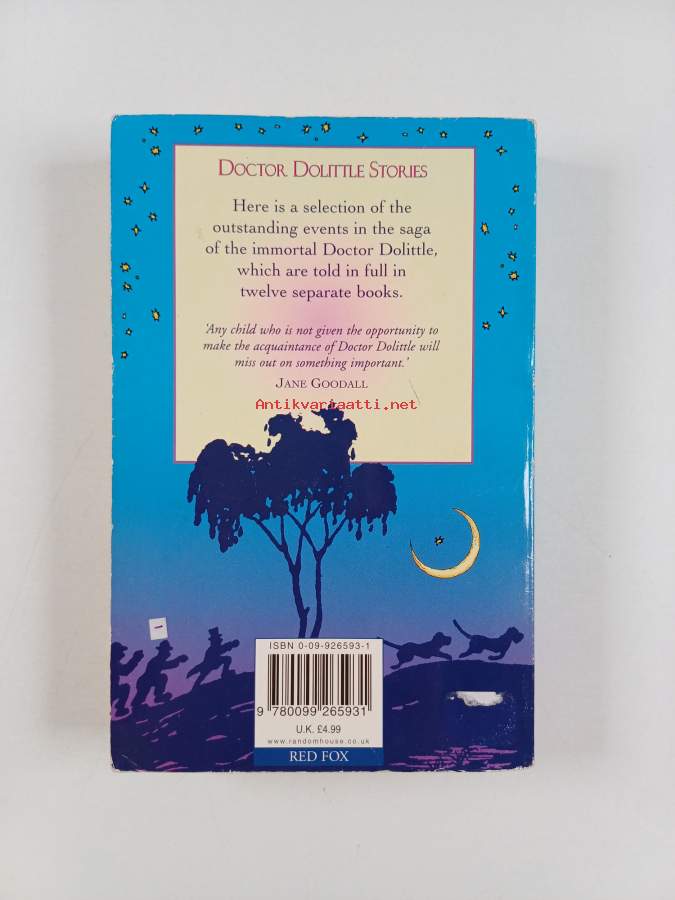 DOCTOR DOLITTLE STORIES
Here is a selection of the
outstanding events in the saga
of the immortal Doctor Dolittle,
which are told in full in
twelve separate books.
'Any child who is not given the opportunity to
make the acquaintance of Doctor Dolittle will
miss out on something important.'
JANE GOODALL
Antikvariaatti.net
ISBN 0-09-926593-1
9 780099 265931
U.K. £4.99
www.randomhouse.co.uk
RED FOX